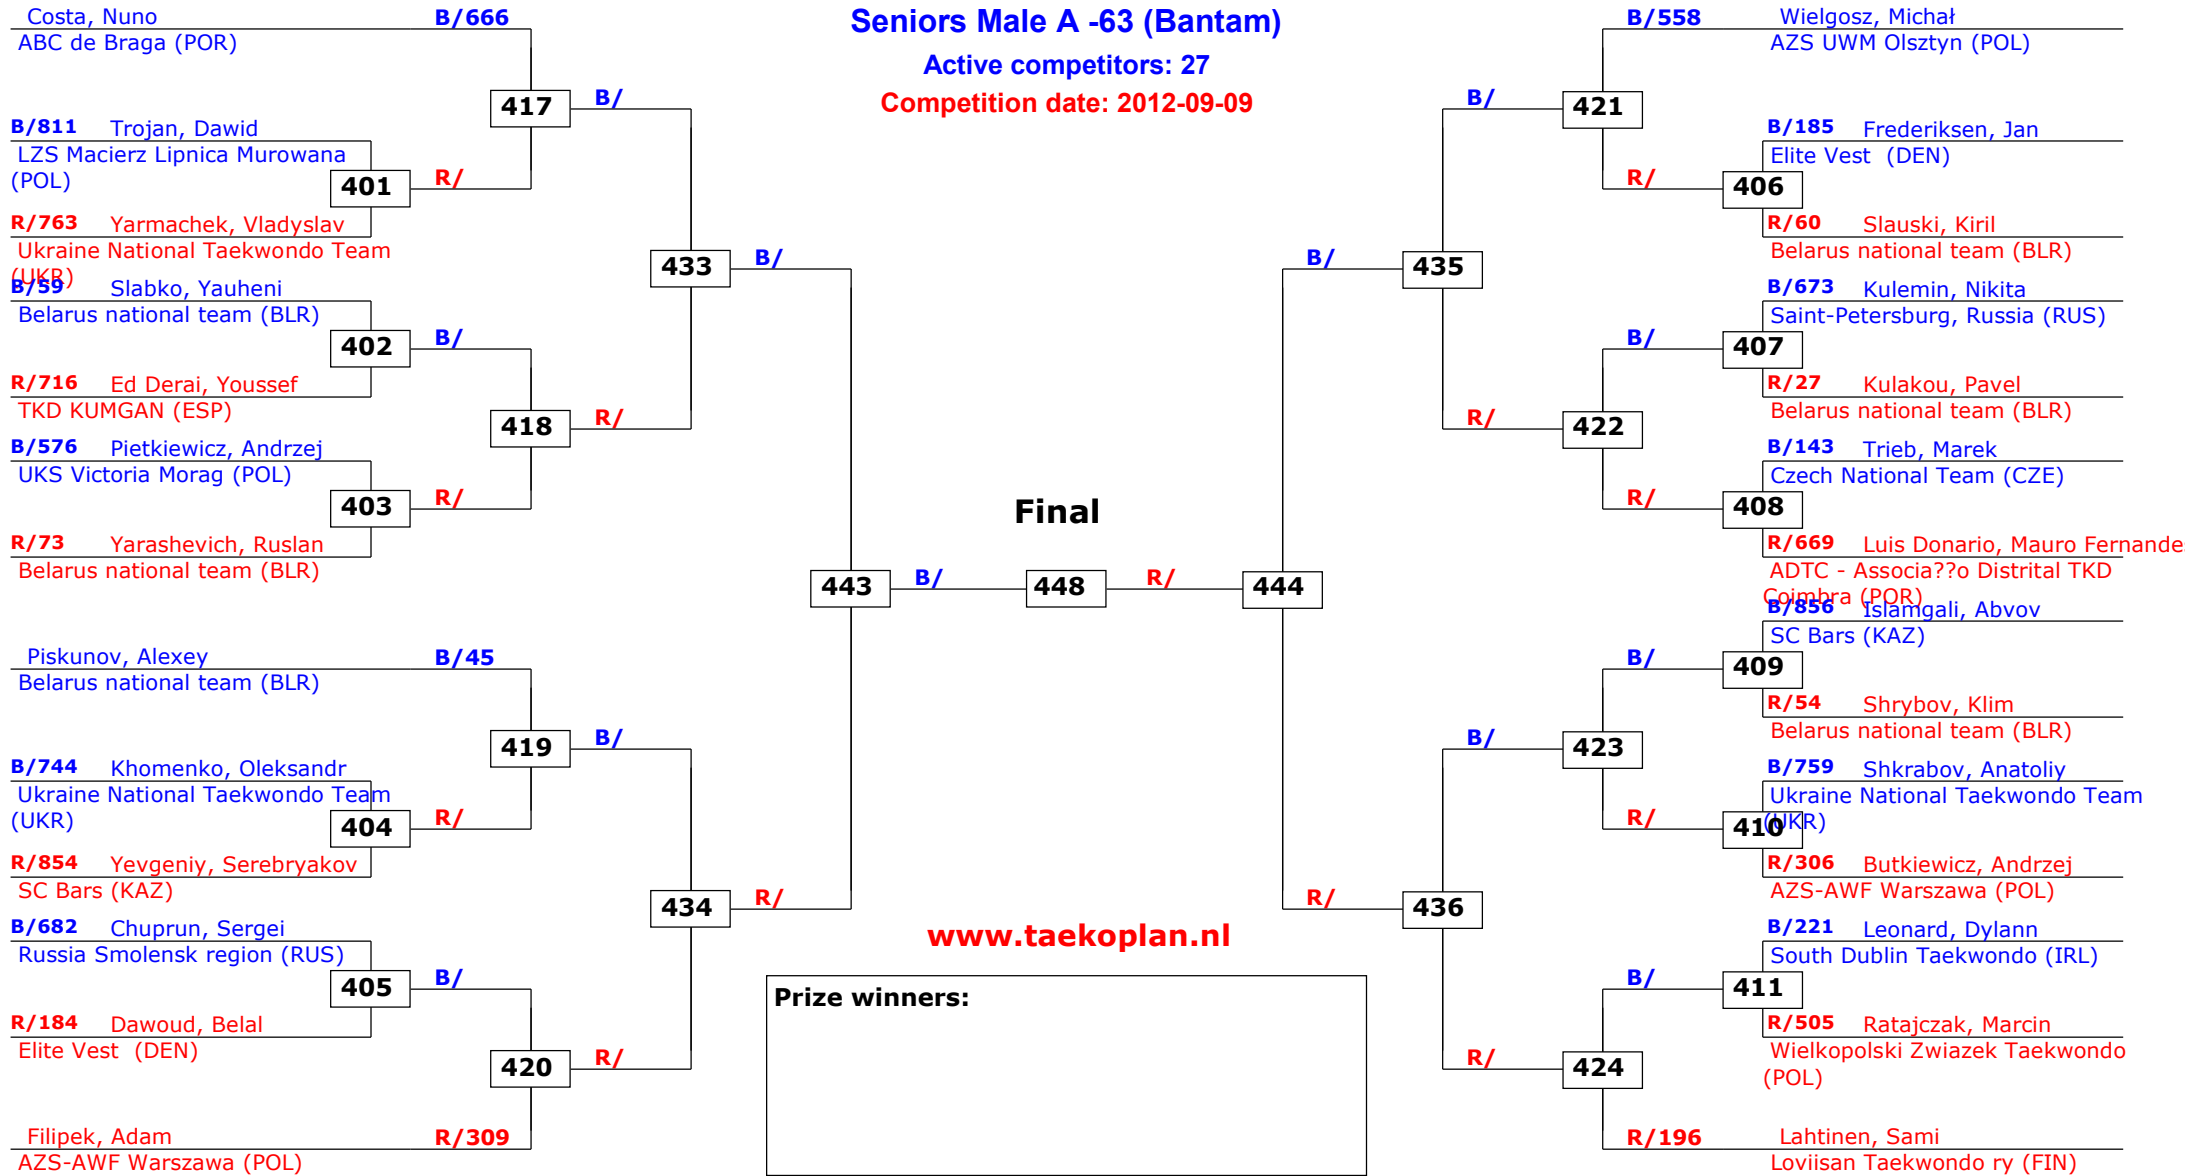 Seniors Male A -63 (Bantam)
Active competitors: 27
Competition date: 2012-09-09
Costa, Nuno B/666
ABC de Braga (POR)
417 B/
B/811 Trojan, Dawid
LZS Macierz Lipnica Murowana
(POL)
401 R/
R/763 Yarmachek, Vladyslav
Ukraine National Taekwondo Team
(UKR)
433 B/
B/59 Slabko, Yauheni
Belarus national team (BLR)
402 B/
R/716 Ed Derai, Youssef
TKD KUMGAN (ESP)
418 R/
B/576 Pietkiewicz, Andrzej
UKS Victoria Morag (POL)
403 R/
R/73 Yarashevich, Ruslan
Belarus national team (BLR)
443 B/
Piskunov, Alexey B/45
Belarus national team (BLR)
419 B/
B/744 Khomenko, Oleksandr
Ukraine National Taekwondo Team
(UKR)
404 R/
R/854 Yevgeniy, Serebryakov
SC Bars (KAZ)
434 R/
B/682 Chuprun, Sergei
Russia Smolensk region (RUS)
405 B/
R/184 Dawoud, Belal
Elite Vest (DEN)
420 R/
Filipek, Adam R/309
AZS-AWF Warszawa (POL)
Final
448
www.taekoplan.nl
Prize winners:
B/558 Wielgosz, Michał
AZS UWM Olsztyn (POL)
B/ 421
B/185 Frederiksen, Jan
Elite Vest (DEN)
R/ 406
R/60 Slauski, Kiril
Belarus national team (BLR)
B/ 435
B/673 Kulemin, Nikita
Saint-Petersburg, Russia (RUS)
B/ 407
R/27 Kulakou, Pavel
Belarus national team (BLR)
R/ 422
B/143 Trieb, Marek
Czech National Team (CZE)
R/ 408
R/669 Luis Donario, Mauro Fernande
ADTC - Associa??o Distrital TKD
Coimbra (POR)
R/ 444
B/856 Islamgali, Abvov
SC Bars (KAZ)
B/ 409
R/54 Shrybov, Klim
Belarus national team (BLR)
B/ 423
B/759 Shkrabov, Anatoliy
Ukraine National Taekwondo Team
(UKR)
R/ 410
R/306 Butkiewicz, Andrzej
AZS-AWF Warszawa (POL)
R/ 436
B/221 Leonard, Dylann
South Dublin Taekwondo (IRL)
B/ 411
R/505 Ratajczak, Marcin
Wielkopolski Zwiazek Taekwondo
(POL)
R/ 424
R/196 Lahtinen, Sami
Loviisan Taekwondo ry (FIN)